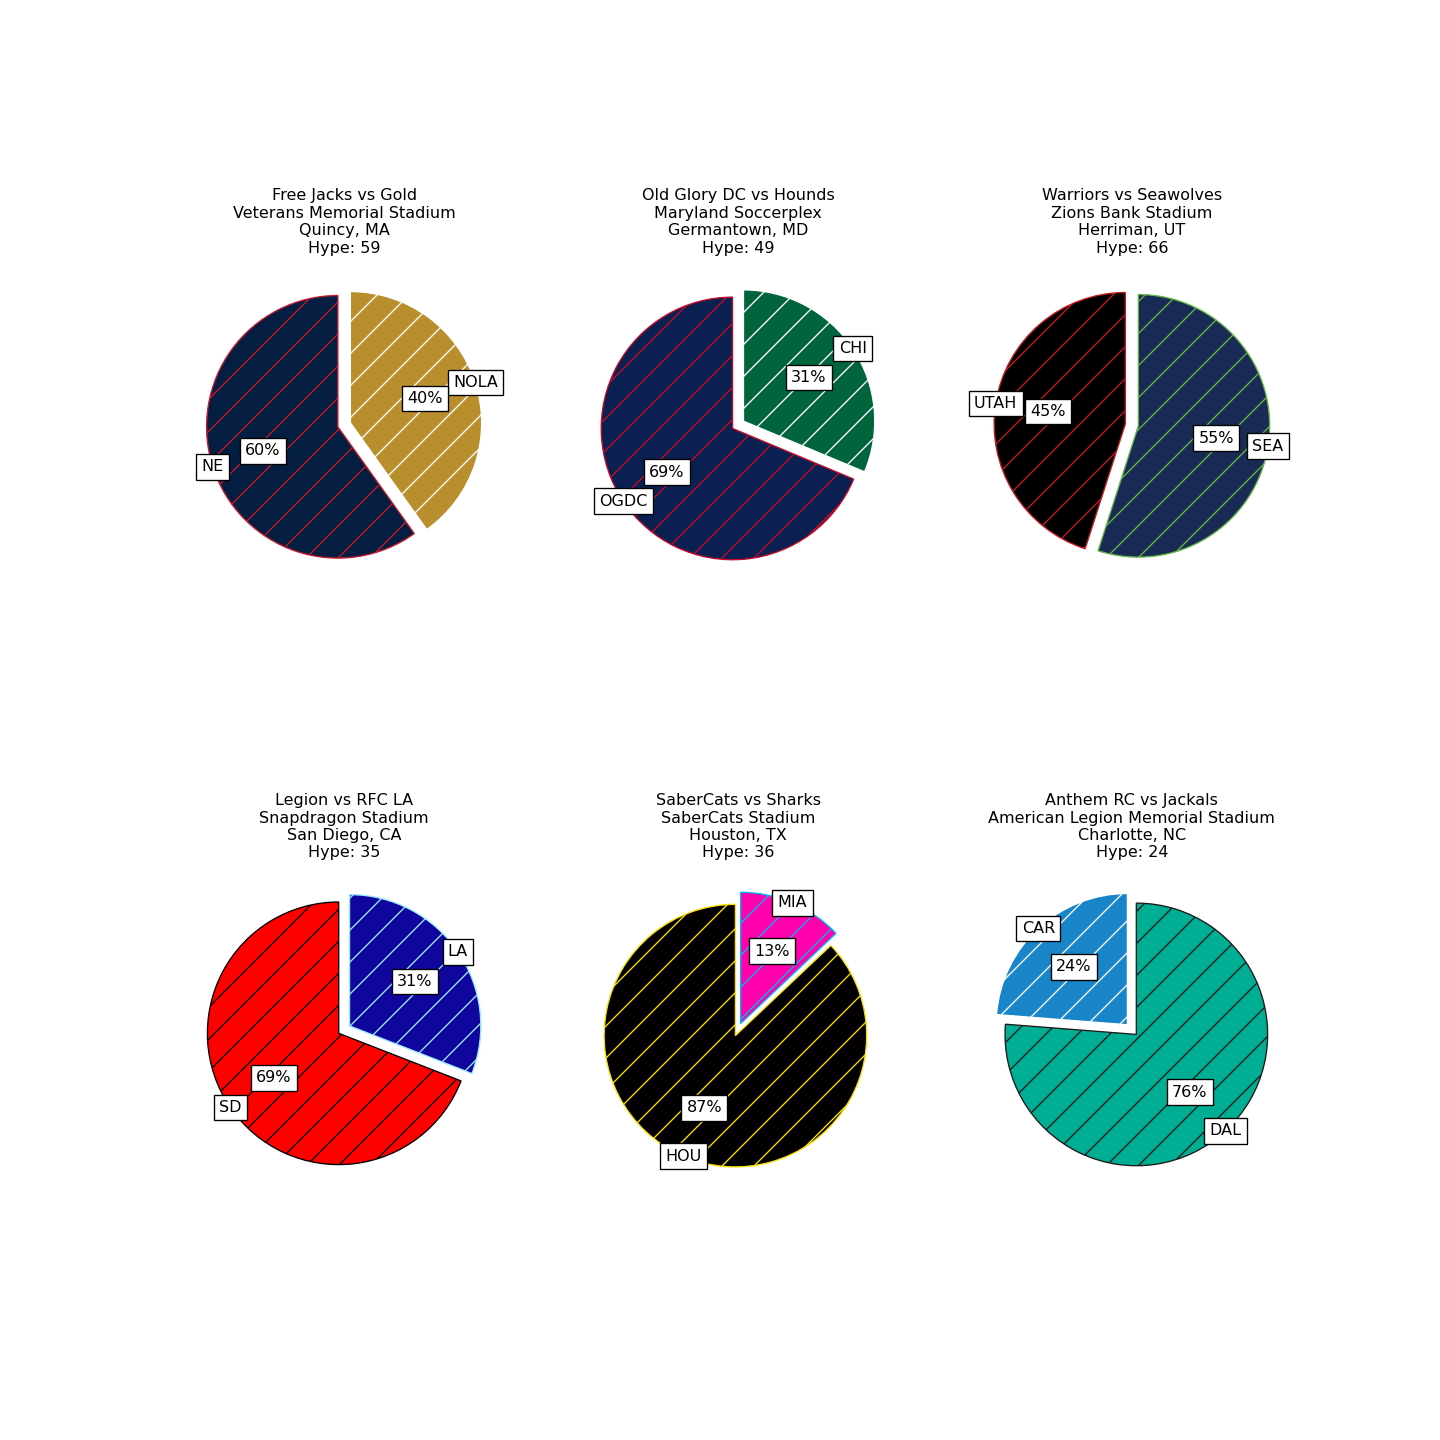 Free Jacks vs Gold
Veterans Memorial Stadium
Quincy, MA
Hype: 59
NOLA
40%
60%
NE
Old Glory DC vs Hounds
Maryland Soccerplex
Germantown, MD
Hype: 49
CHI
31%
69%
OGDC
Warriors vs Seawolves
Zions Bank Stadium
Herriman, UT
Hype: 66
UTAH
45%
55%
SEA
Legion vs RFC LA
Snapdragon Stadium
San Diego, CA
Hype: 35
LA
31%
69%
SD
SaberCats vs Sharks
SaberCats Stadium
Houston, TX
Hype: 36
MIA
13%
87%
HOU
Anthem RC vs Jackals
American Legion Memorial Stadium
Charlotte, NC
Hype: 24
CAR
24%
76%
DAL